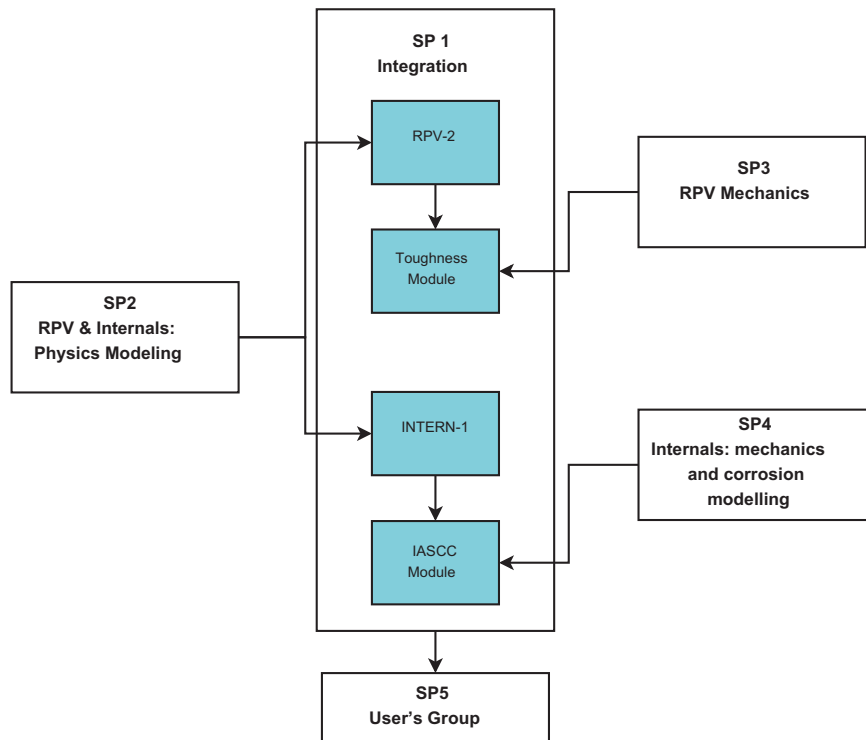 SP 1
Integration
RPV-2
Toughness
Module
SP3
RPV Mechanics
SP2
RPV & Internals:
Physics Modeling
INTERN-1
IASCC
Module
SP4
Internals: mechanics
and corrosion
modelling
SP5
User's Group